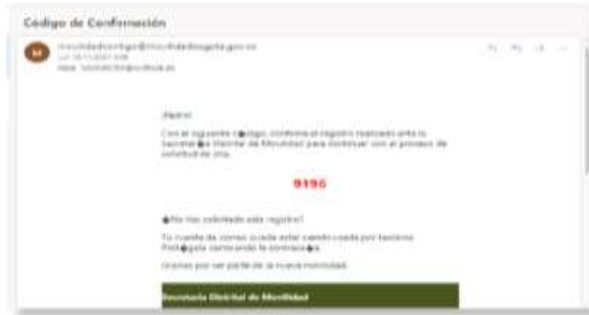 Código de Confirmación
M
¡Hola!
Con el siguiente c�digo, confirma el registro realizado ante la
Secretar�a Distrital de Movilidad para continuar con el proceso de
solicitud de cita.
9196
�No has solicitado este registro?
Tu cuenta de correo puede estar siendo usada por terceros.
Prot�gela cambiando la contrase�a.
Gracias por ser parte de la nueva movilidad.
Secretaría Distrital de Movilidad